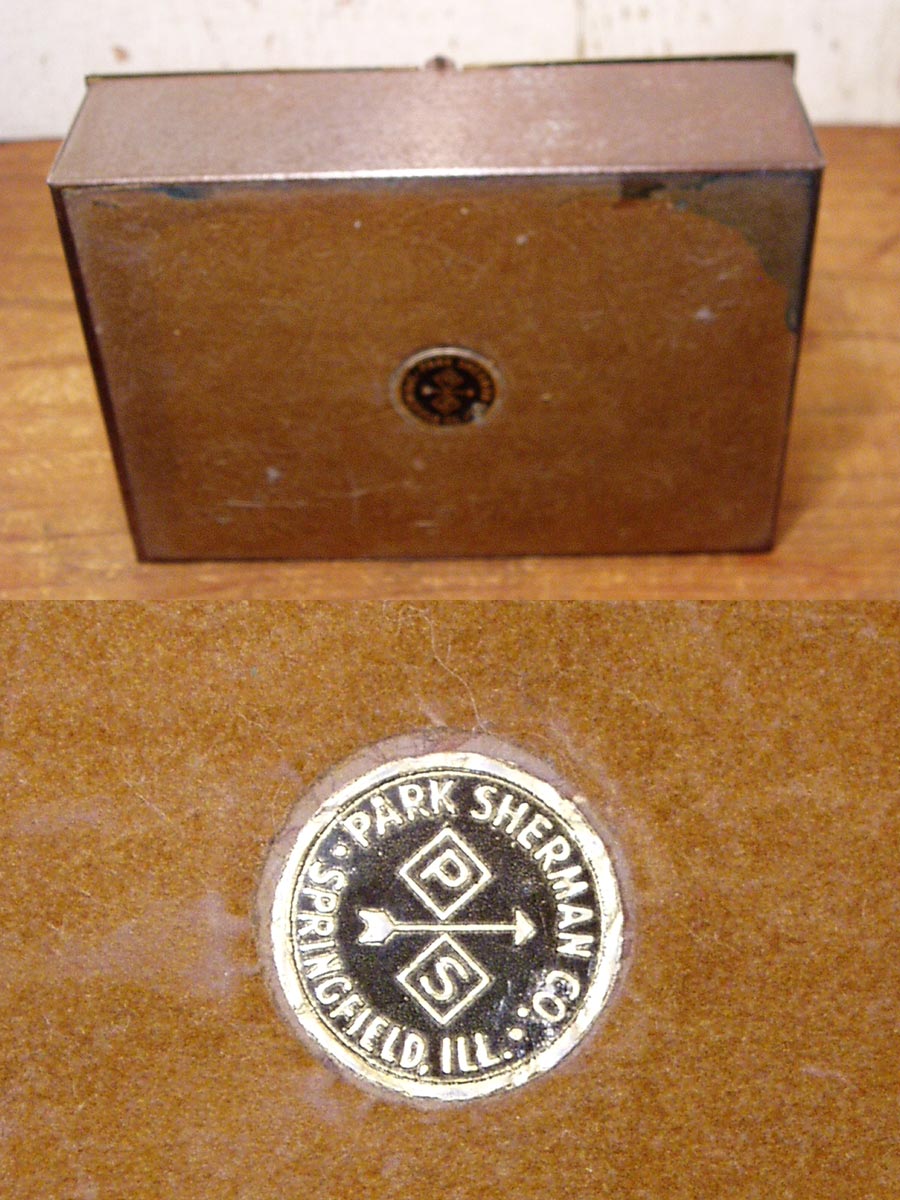 PARK SHERMAN CO.
P
S
• SPRINGFIELD, ILL. •